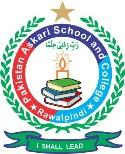 Pakistan Askari School and College
رَبِّ زِدْنِي عِلْمًا
Rawalpindi
I SHALL LEAD